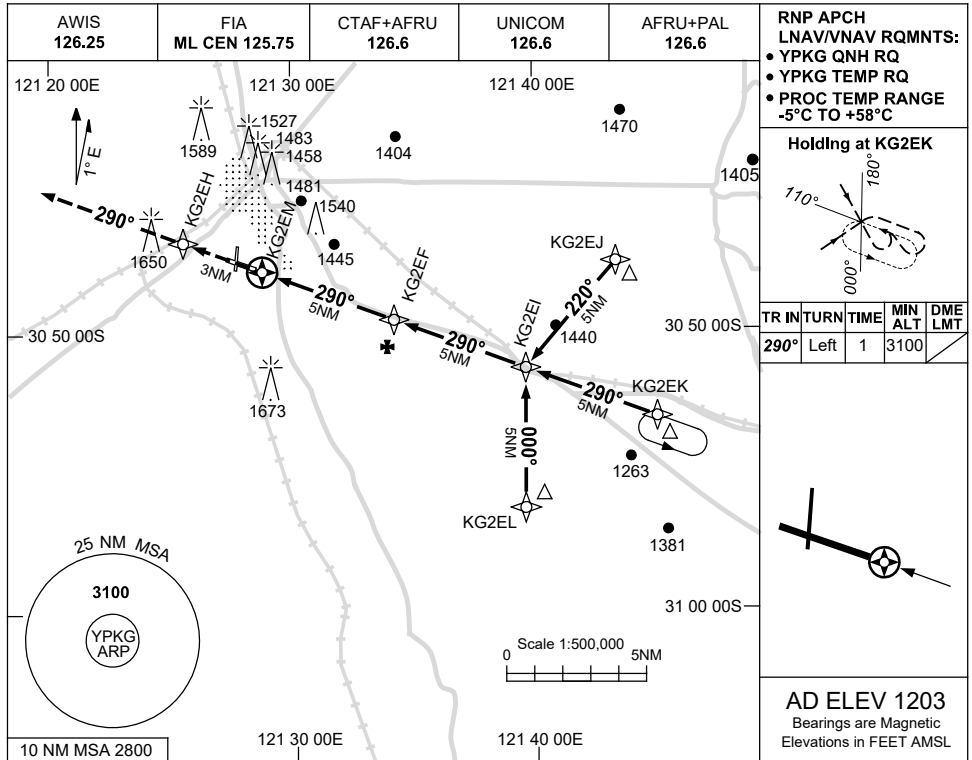 AWIS
126.25
FIA
ML CEN 125.75
CTAF+AFRU
126.6
UNICOM
126.6
AFRU+PAL
126.6
RNP APCH
LNAV/VNAV RQMNTS:
• YPKG QNH RQ
• YPKG TEMP RQ
• PROC TEMP RANGE
-5°C TO +58°C
Holding at KG2EK
180°
110°
000°
TR IN TURN TIME MIN ALT DME LMT
290° Left 1 3100
AD ELEV 1203
Bearings are Magnetic
Elevations in FEET AMSL
121 20 00E
121 30 00E
121 40 00E
1° E
1589
1527
1483
1458
1481
1540
1404
1470
1405
290°
1650
KG2EH
3NM
KG2EM
1445
290°
5NM
KG2EF
290°
5NM
KG2EI
KG2EJ
220°
5NM
1440
30 50 00S
30 50 00S
290°
5NM
KG2EK
1673
000°
5NM
1263
KG2EL
1381
25 NM MSA
3100
YPKG
ARP
31 00 00S
Scale 1:500,000
0 5NM
10 NM MSA 2800
121 30 00E
121 40 00E